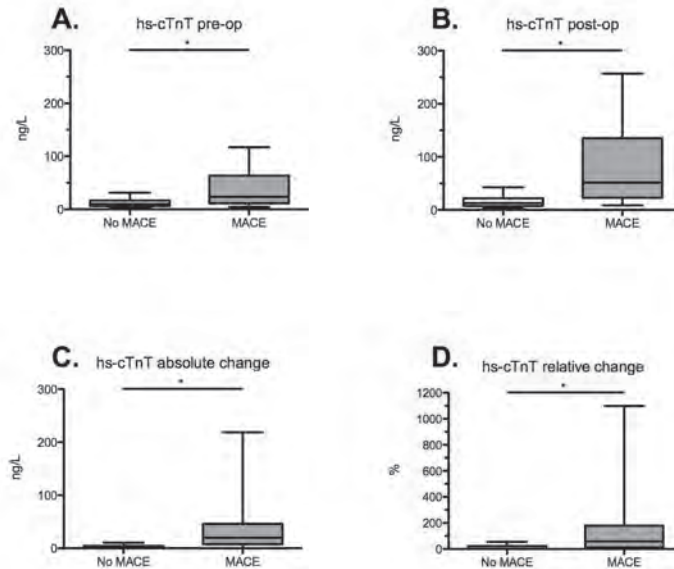 A.
hs-cTnT pre-op
*
300
200
100
0
ng/L
No MACE
MACE
B.
hs-cTnT post-op
*
300
200
100
0
ng/L
No MACE
MACE
C.
hs-cTnT absolute change
*
300
200
100
0
ng/L
No MACE
MACE
D.
hs-cTnT relative change
*
1200
1000
800
600
400
200
0
%
No MACE
MACE